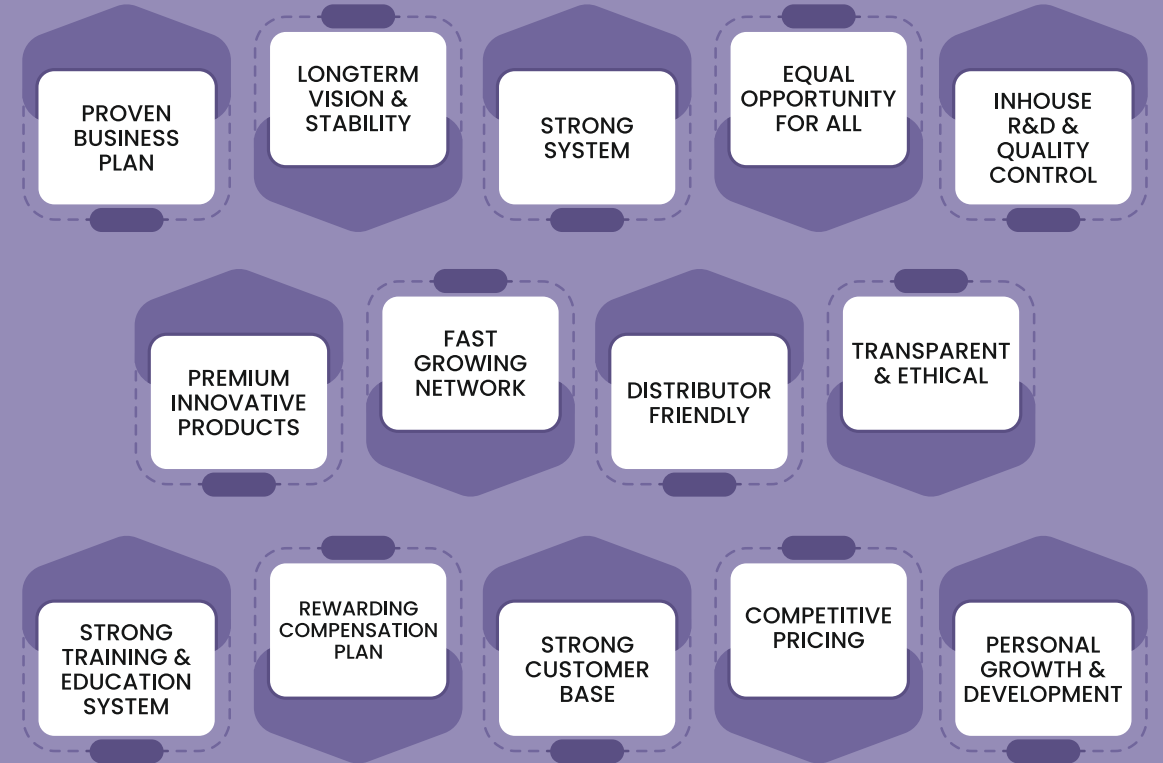 PROVEN
BUSINESS
PLAN
LONGTERM
VISION &
STABILITY
STRONG
SYSTEM
EQUAL
OPPORTUNITY
FOR ALL
INHOUSE
R&D &
QUALITY
CONTROL
PREMIUM
INNOVATIVE
PRODUCTS
FAST
GROWING
NETWORK
DISTRIBUTOR
FRIENDLY
TRANSPARENT
& ETHICAL
STRONG
TRAINING &
EDUCATION
SYSTEM
REWARDING
COMPENSATION
PLAN
STRONG
CUSTOMER
BASE
COMPETITIVE
PRICING
PERSONAL
GROWTH &
DEVELOPMENT